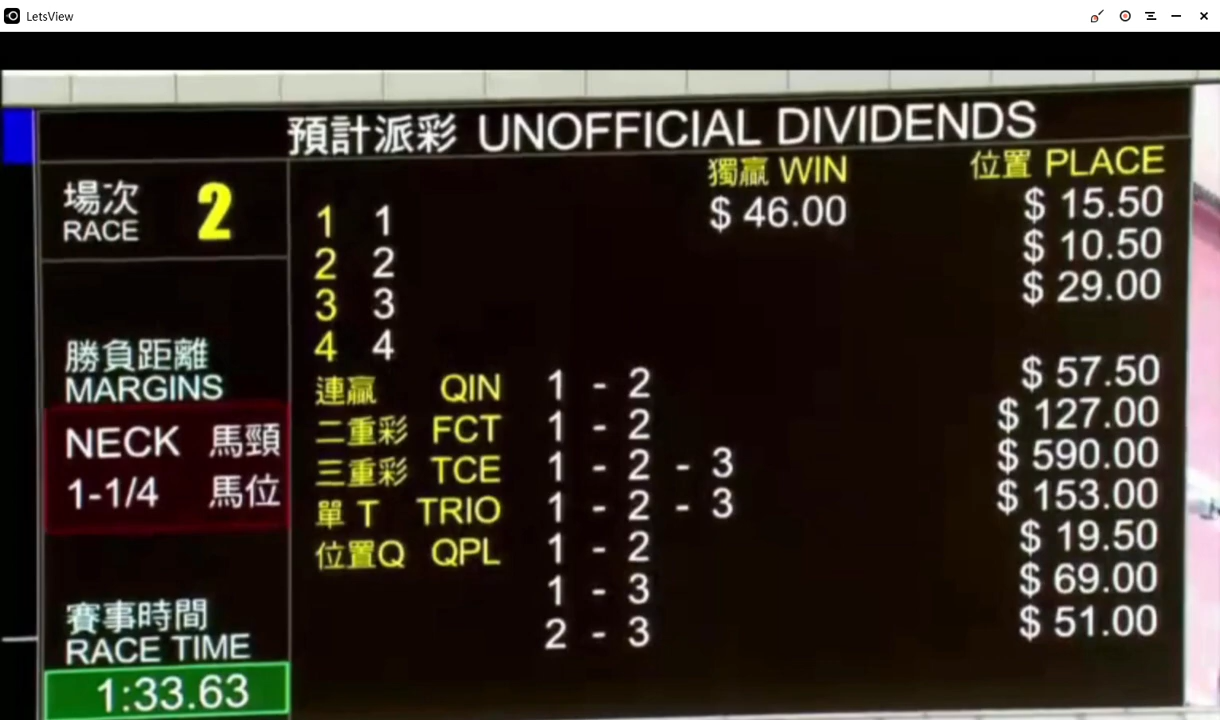 LetsView
預計派彩 UNOFFICIAL DIVIDENDS
獨贏 WIN 位置 PLACE
場次
RACE 2
1 1 $ 46.00 $ 15.50
2 2 $ 10.50
3 3 $ 29.00
4 4
勝負距離
MARGINS
NECK 馬頸
1-1/4 馬位
連贏 QIN 1 - 2 $ 57.50
二重彩 FCT 1 - 2 $ 127.00
三重彩 TCE 1 - 2 - 3 $ 590.00
單 T TRIO 1 - 2 - 3 $ 153.00
位置Q QPL 1 - 2 $ 19.50
1 - 3 $ 69.00
2 - 3 $ 51.00
賽事時間
RACE TIME
1:33.63